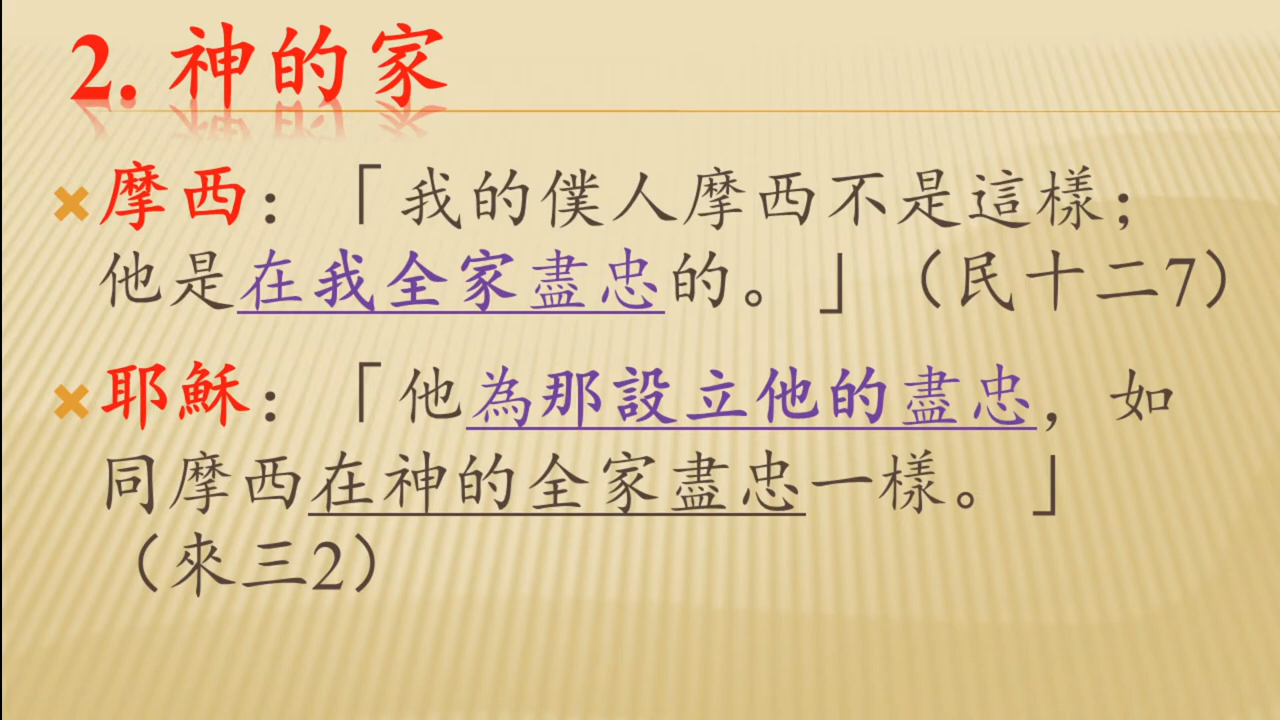 2. 神的家
摩西：「我的僕人摩西不是這樣；
他是在我全家盡忠的。」（民十二7）
耶穌：「他為那設立他的盡忠，如
同摩西在神的全家盡忠一樣。」
（來三2）